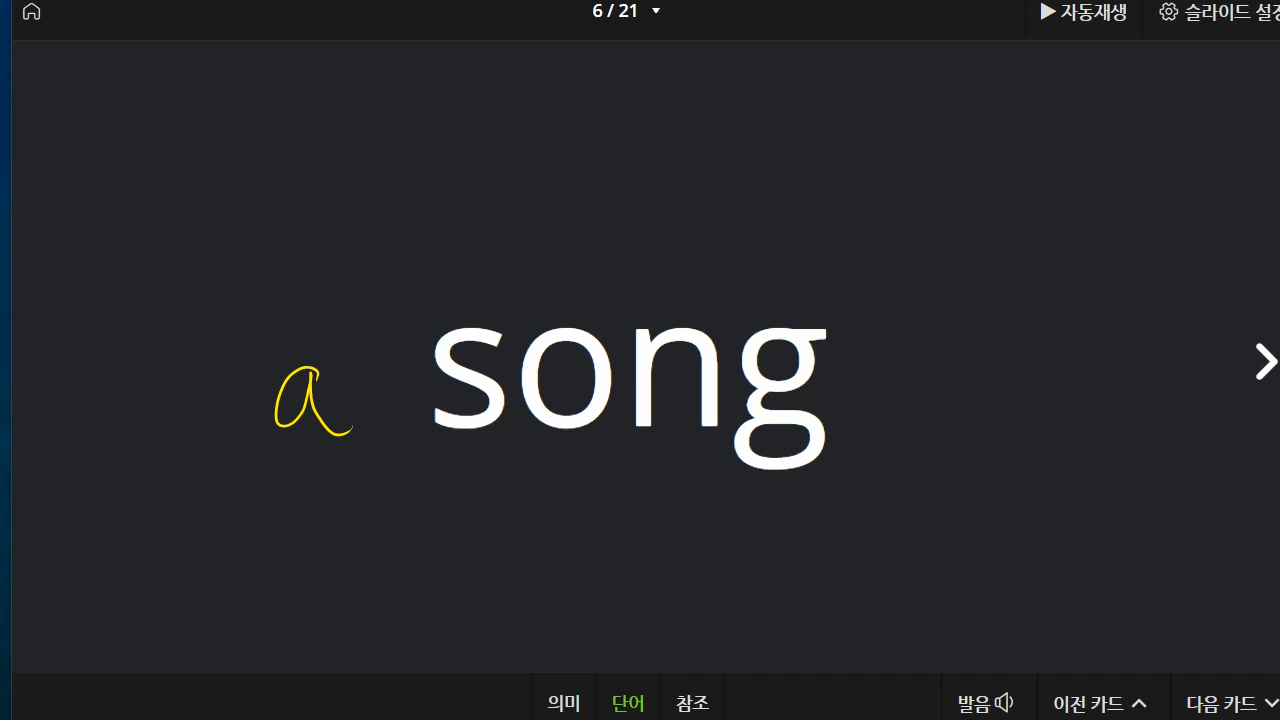 6 / 21
자동재생
슬라이드 설정
a song
의미
단어
참조
발음
이전 카드
다음 카드